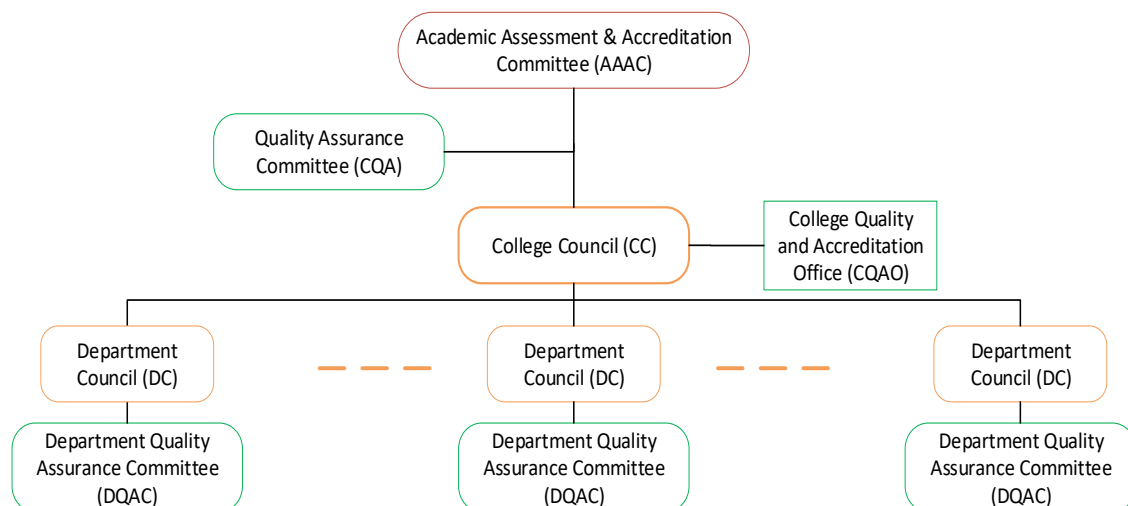 Academic Assessment & Accreditation
Committee (AAAC)
Quality Assurance
Committee (CQA)
College Council (CC)
College Quality
and Accreditation
Office (CQAO)
Department
Council (DC)
Department
Council (DC)
Department
Council (DC)
Department Quality
Assurance Committee
(DQAC)
Department Quality
Assurance Committee
(DQAC)
Department Quality
Assurance Committee
(DQAC)